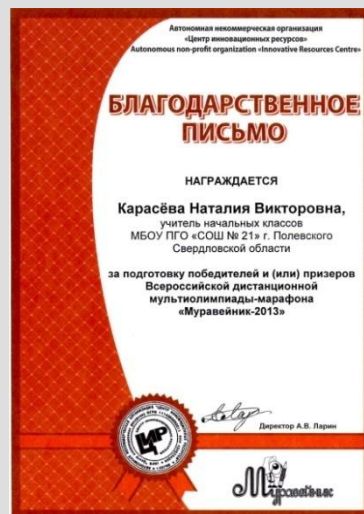 Автономная некоммерческая организация
«Центр инновационных ресурсов»
Autonomous non-profit organization «Innovative Resources Centre»
БЛАГОДАРСТВЕННОЕ
ПИСЬМО
НАГРАЖДАЕТСЯ
Карасёва Наталия Викторовна,
учитель начальных классов
МБОУ ПГО «СОШ № 21» г. Полевского
Свердловской области
за подготовку победителей и (или) призеров
Всероссийской дистанционной
мультиолимпиады-марафона
«Муравейник-2013»
Директор А.В. Ларин
ЦИР
Муравейник